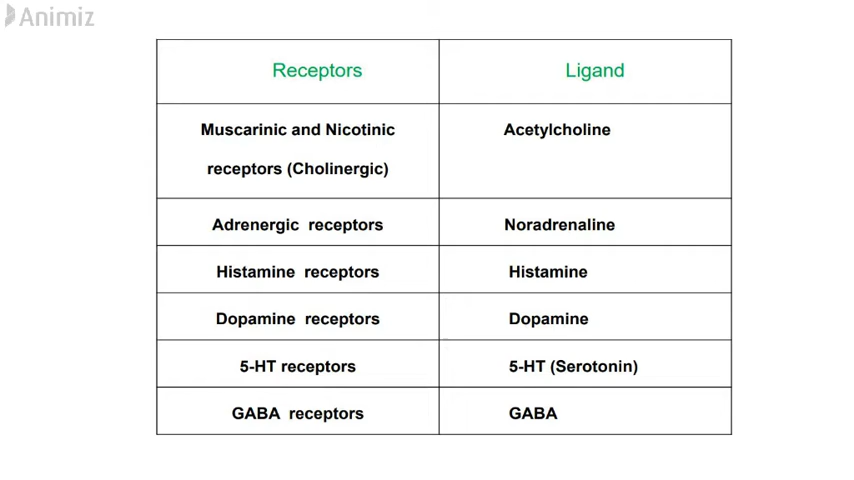 Animiz
Receptors Ligand
Muscarinic and Nicotinic Acetylcholine
receptors (Cholinergic)
Adrenergic receptors Noradrenaline
Histamine receptors Histamine
Dopamine receptors Dopamine
5-HT receptors 5-HT (Serotonin)
GABA receptors GABA